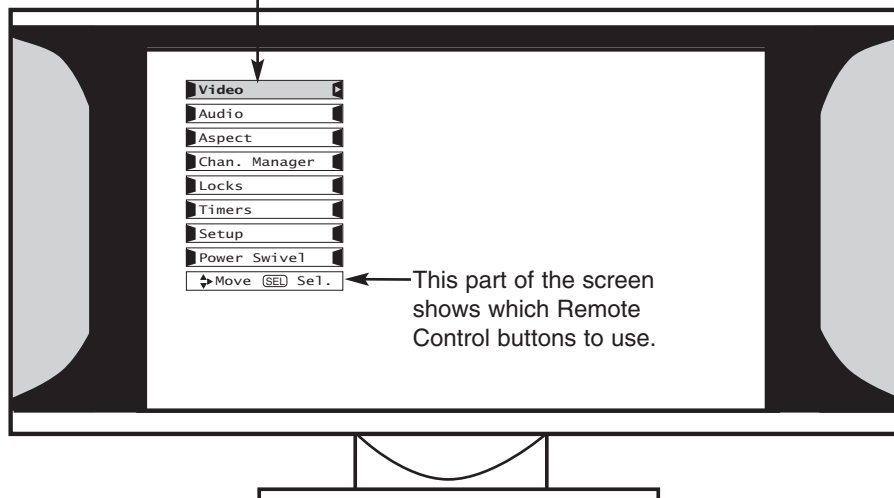 Video
Audio
Aspect
Chan. Manager
Locks
Timers
Setup
Power Swivel
Move SEL Sel.
This part of the screen
shows which Remote
Control buttons to use.